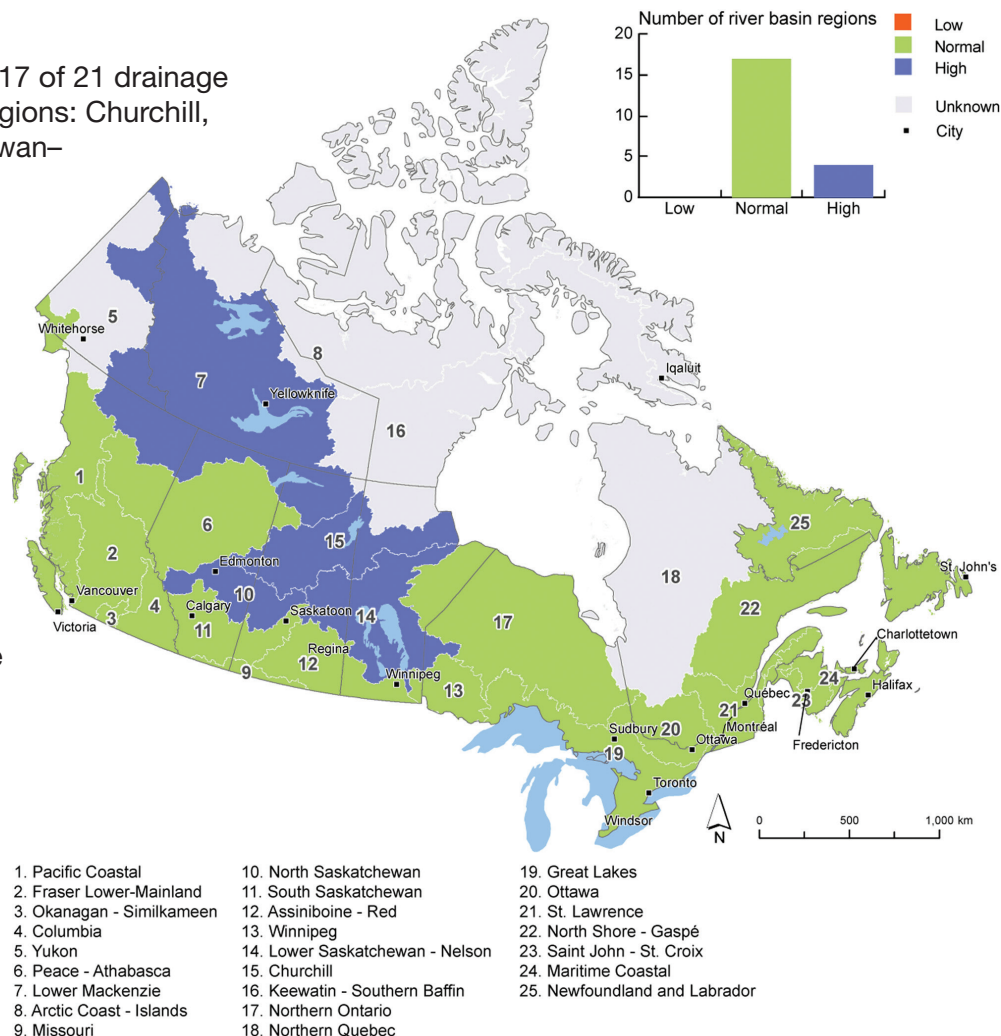 17 of 21 drainage
gions: Churchill,
wan–
e
Number of river basin regions
20
15
10
5
0
Low
Normal
High
Low
Normal
High
Unknown
City
5
Whitehorse
8
7
Yellowknife
Iqaluit
16
1
6
25
15
2
Edmonton
18
St. John's
Vancouver
4
10
Calgary
Saskatoon
14
17
22
3
11
Victoria
Regina
12
9
Winnipeg
13
Charlottetown
24
Québec
23
Halifax
21
Sudbury
20
Montréal
Ottawa
19
Fredericton
Toronto
Windsor
N
0
500
1,000 km
1. Pacific Coastal
2. Fraser Lower-Mainland
3. Okanagan - Similkameen
4. Columbia
5. Yukon
6. Peace - Athabasca
7. Lower Mackenzie
8. Arctic Coast - Islands
9. Missouri
10. North Saskatchewan
11. South Saskatchewan
12. Assiniboine - Red
13. Winnipeg
14. Lower Saskatchewan - Nelson
15. Churchill
16. Keewatin - Southern Baffin
17. Northern Ontario
18. Northern Quebec
19. Great Lakes
20. Ottawa
21. St. Lawrence
22. North Shore - Gaspé
23. Saint John - St. Croix
24. Maritime Coastal
25. Newfoundland and Labrador